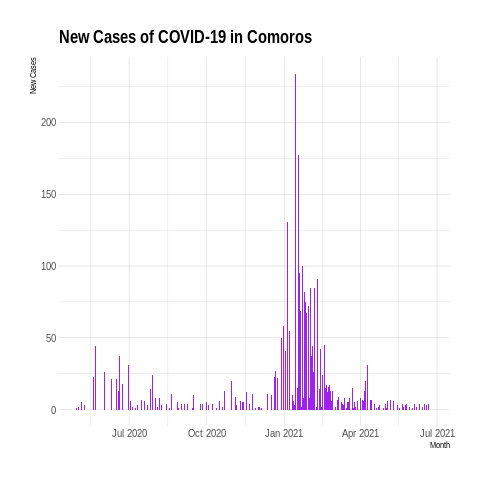 New Cases of COVID-19 in Comoros
New Cases
200
150
100
50
0
Jul 2020 Oct 2020 Jan 2021 Apr 2021 Jul 2021
Month